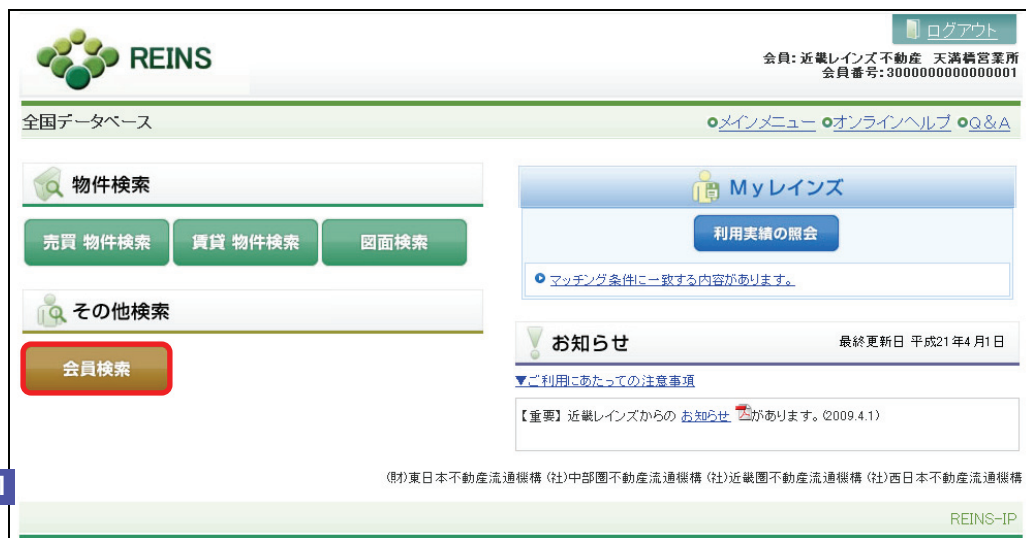 REINS
ログアウト
会員:近畿レインズ不動産 天満橋営業所
会員番号:3000000000000001
全国データベース
メインメニュー オンラインヘルプ Q&A
物件検索
売買 物件検索 賃貸 物件検索 図面検索
その他検索
会員検索
Myレインズ
利用実績の照会
マッチング条件に一致する内容があります。
お知らせ 最終更新日 平成21年4月1日
▼ご利用にあたっての注意事項
【重要】近畿レインズからの お知らせ があります。(2009.4.1)
(財)東日本不動産流通機構 (社)中部圏不動産流通機構 (社)近畿圏不動産流通機構 (社)西日本不動産流通機構
REINS-IP